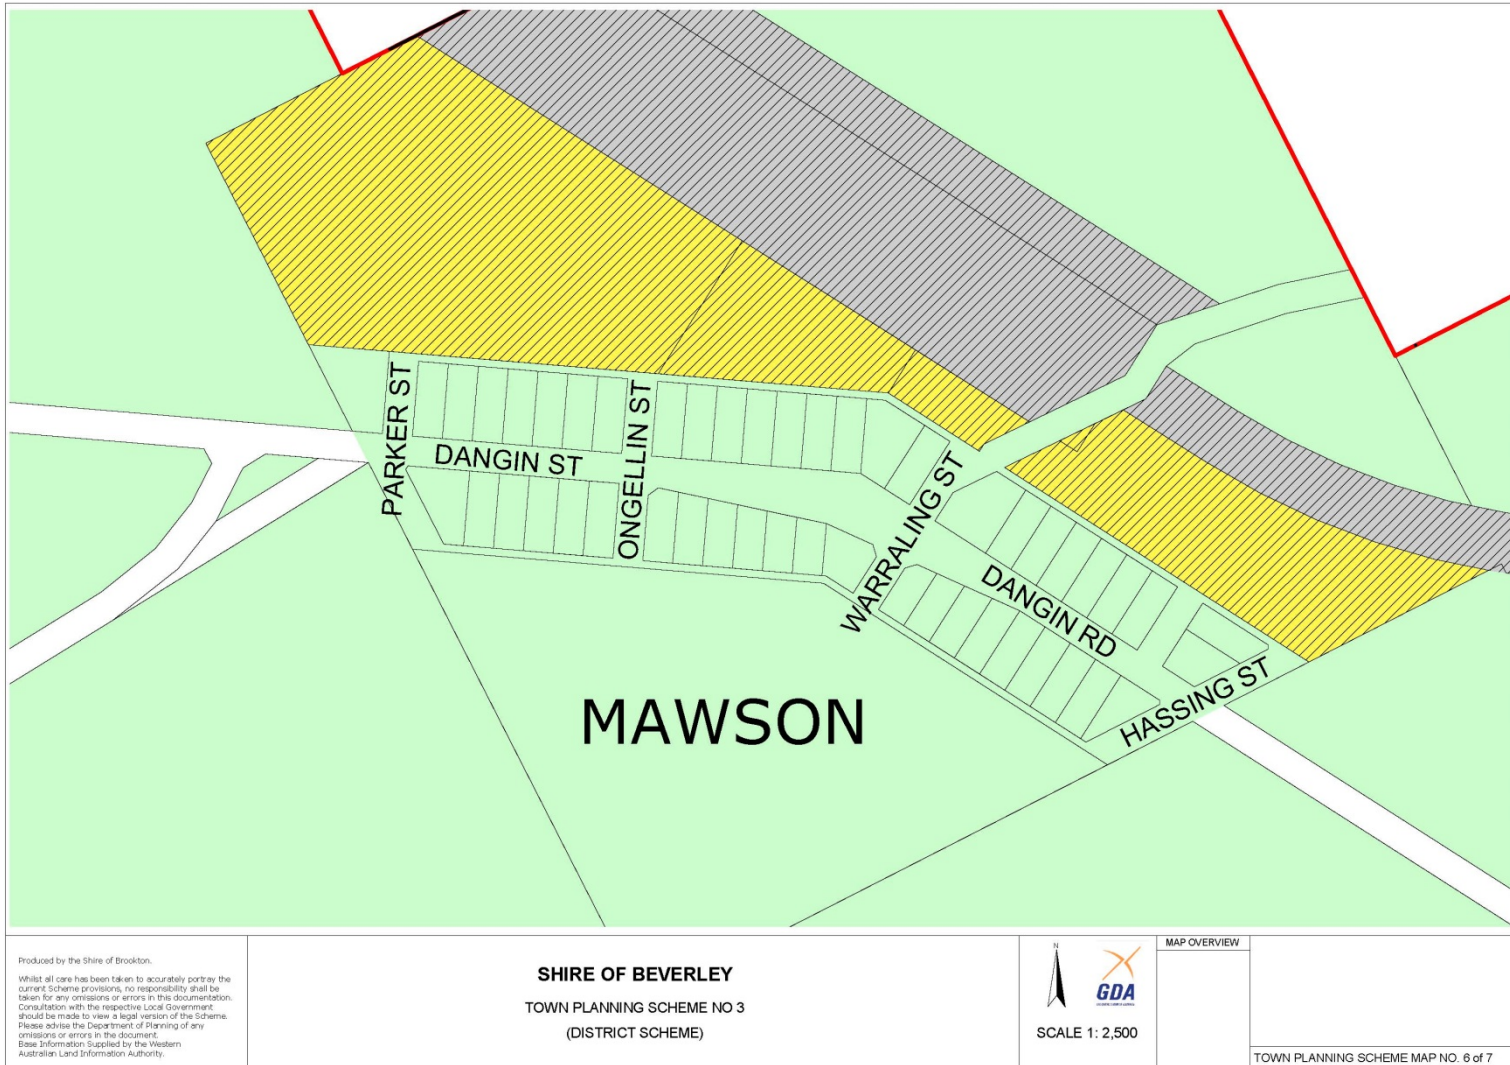 PARKER ST
DANGIN ST
ONGELLIN ST
WARRALING ST
DANGIN RD
HASSING ST
MAWSON
Produced by the Shire of Brookton.
Whilst all care has been taken to accurately portray the
current Scheme provisions, no responsibility shall be
taken for any omissions or errors in this documentation.
Consultation with the respective Local Government
should be made to view a legal version of the Scheme.
Please advise the Department of Planning of any
omissions or errors in the document.
Base Information Supplied by the Western
Australian Land Information Authority.
SHIRE OF BEVERLEY
TOWN PLANNING SCHEME NO 3
(DISTRICT SCHEME)
N
GDA
SCALE 1: 2,500
MAP OVERVIEW
TOWN PLANNING SCHEME MAP NO. 6 of 7